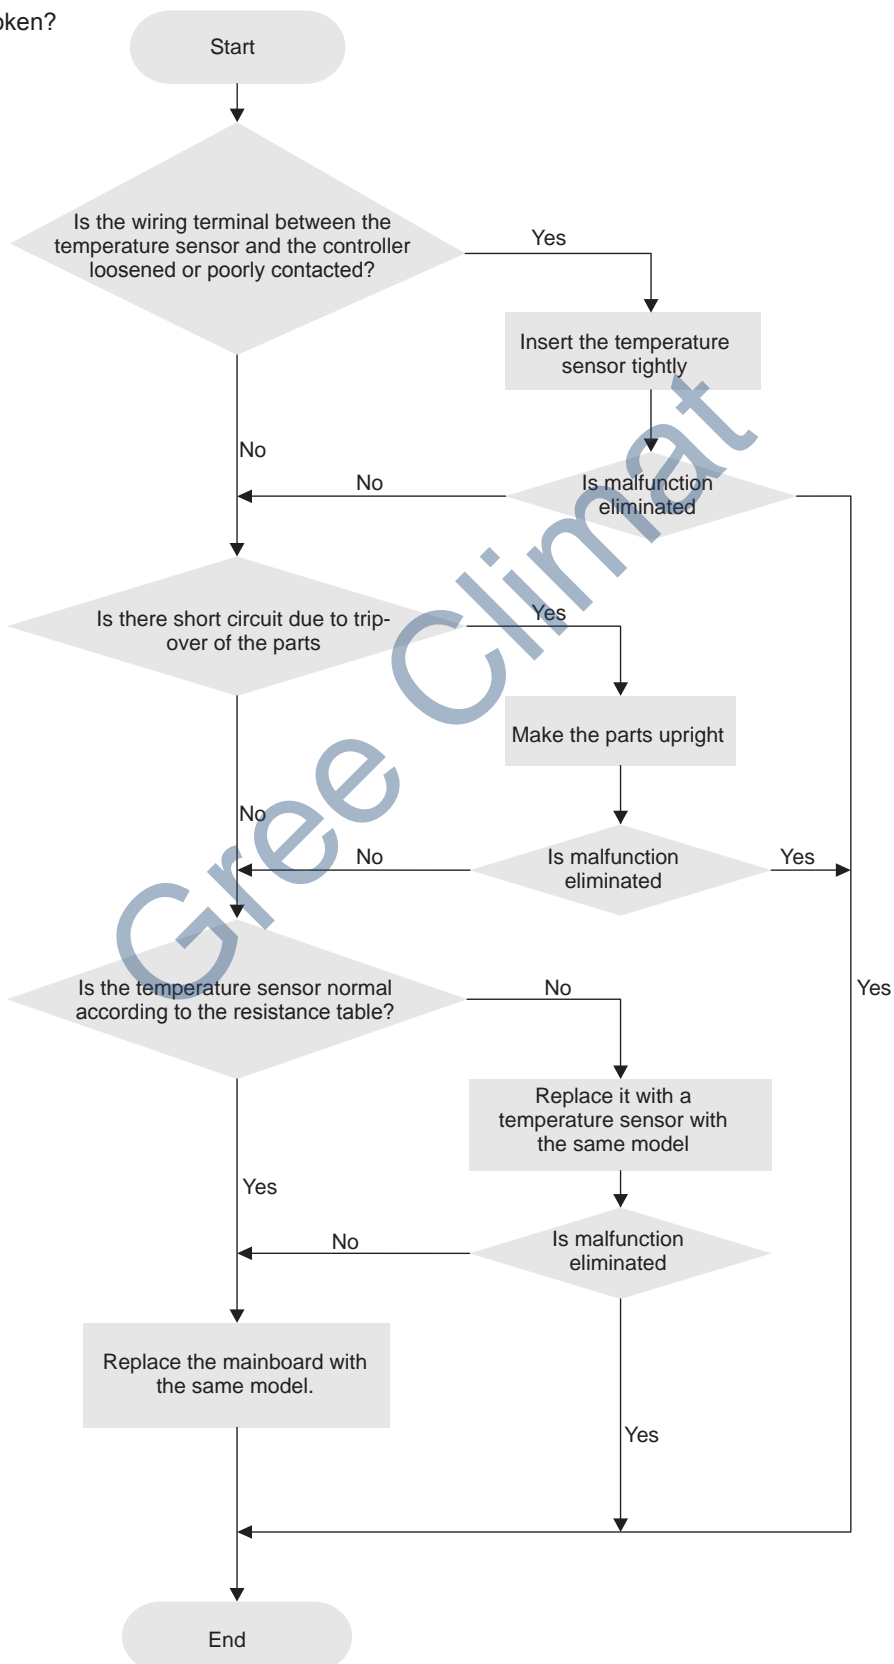 oken?
Start
Is the wiring terminal between the
temperature sensor and the controller
loosened or poorly contacted?
Yes
Insert the temperature
sensor tightly
No
No
Is malfunction
eliminated
Is there short circuit due to trip-
over of the parts
Yes
Make the parts upright
No
No
Is malfunction
eliminated
Yes
Is the temperature sensor normal
according to the resistance table?
No
Yes
Replace it with a
temperature sensor with
the same model
Yes
No
Is malfunction
eliminated
Replace the mainboard with
the same model.
Yes
End
Gree Climat